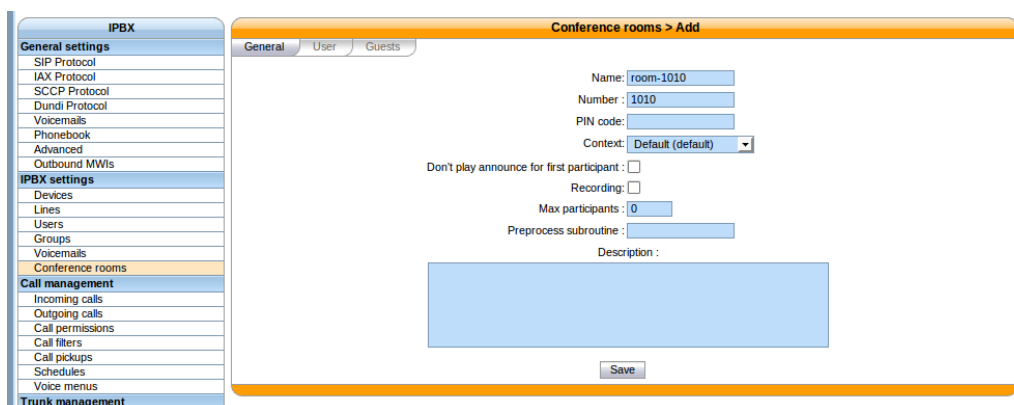 IPBX
General settings
SIP Protocol
IAX Protocol
SCCP Protocol
Dundi Protocol
Voicemails
Phonebook
Advanced
Outbound MWIs
IPBX settings
Devices
Lines
Users
Groups
Voicemails
Conference rooms
Call management
Incoming calls
Outgoing calls
Call permissions
Call filters
Call pickups
Schedules
Voice menus
Trunk management
Conference rooms > Add
General User Guests
Name: room-1010
Number : 1010
PIN code:
Context: Default (default)
Don't play announce for first participant :
Recording:
Max participants : 0
Preprocess subroutine :
Description :
Save